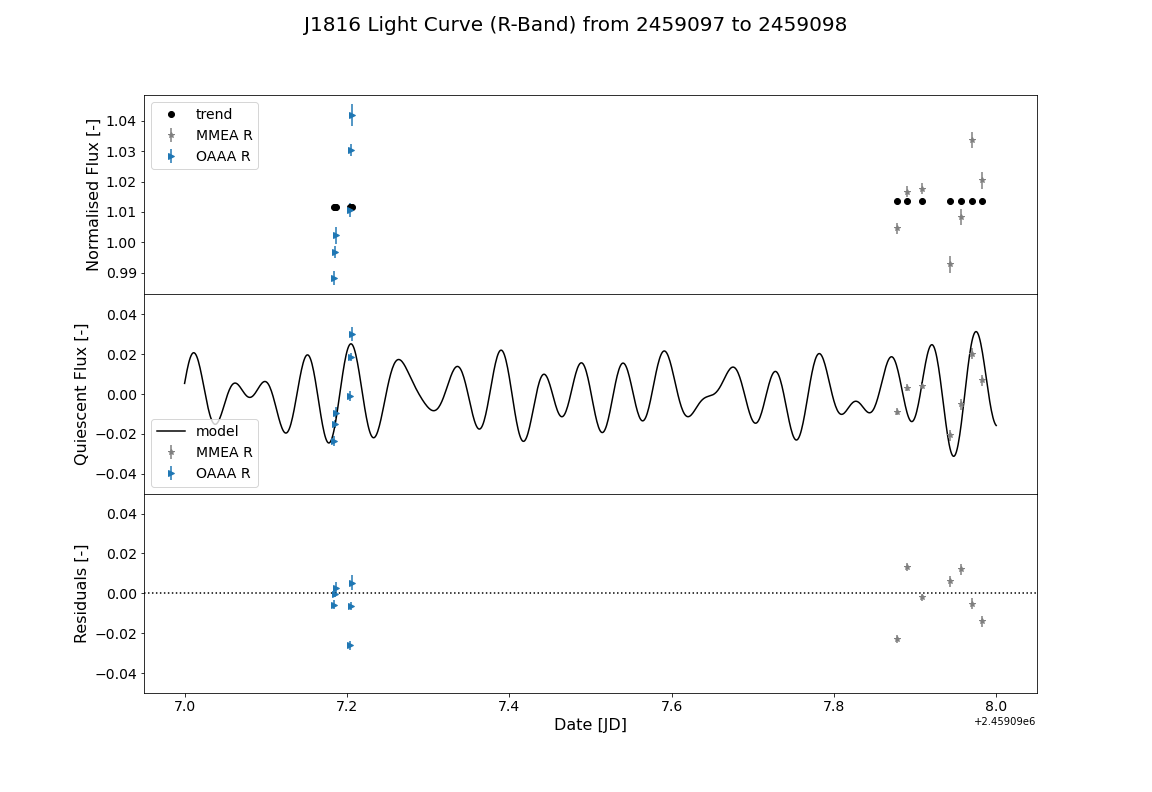 J1816 Light Curve (R-Band) from 2459097 to 2459098
Normalised Flux [-]
1.04
1.03
1.02
1.01
1.00
0.99
trend
MMEA R
OAAA R
Quiescent Flux [-]
0.04
0.02
0.00
−0.02
−0.04
model
MMEA R
OAAA R
Residuals [-]
0.04
0.02
0.00
−0.02
−0.04
7.0 7.2 7.4 7.6 7.8 8.0
+2.45909e6
Date [JD]